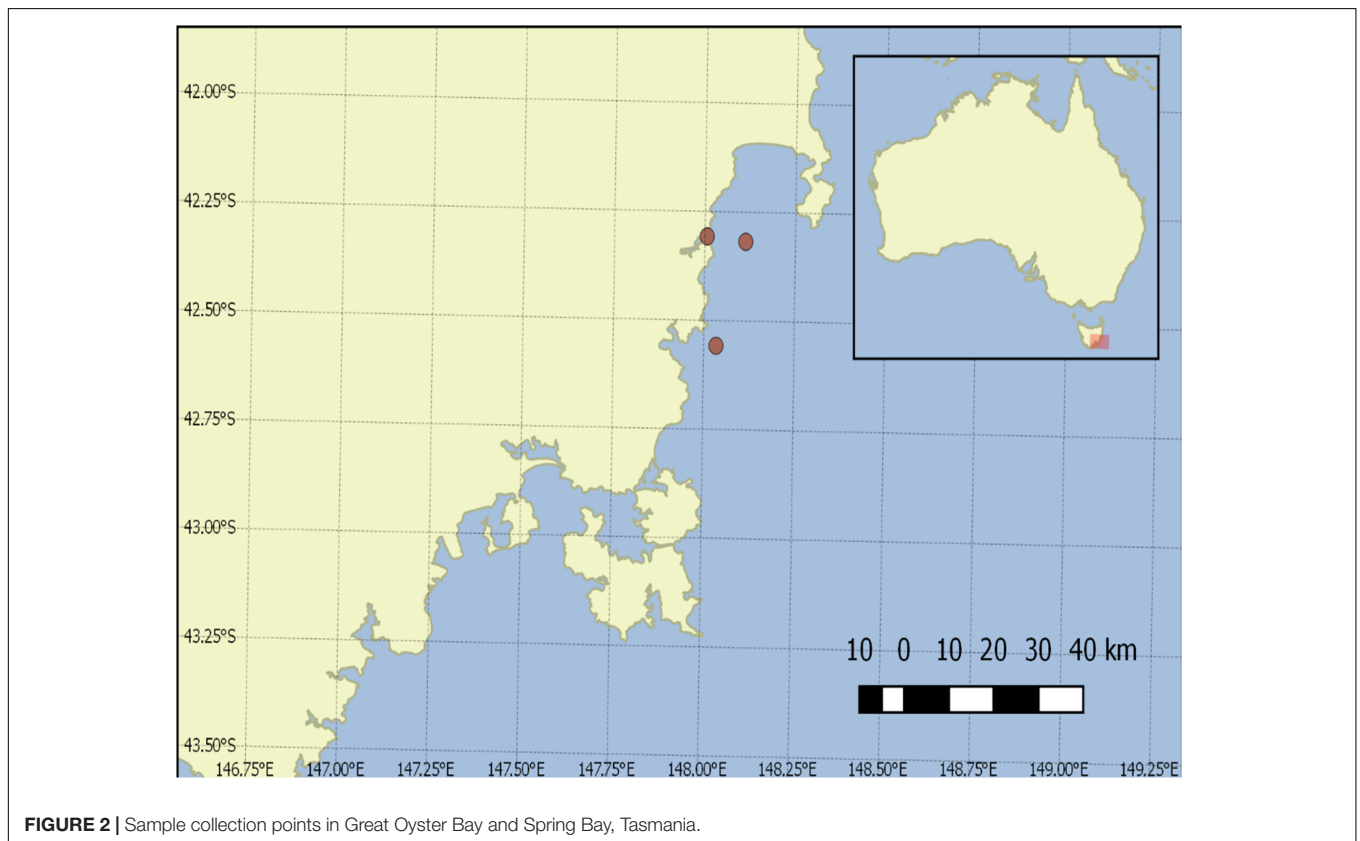 42.00°S
42.25°S
42.50°S
42.75°S
43.00°S
43.25°S
43.50°S
10 0 10 20 30 40 km
146.75°E 147.00°E 147.25°E 147.50°E 147.75°E 148.00°E 148.25°E 148.50°E 148.75°E 149.00°E 149.25°E
FIGURE 2 | Sample collection points in Great Oyster Bay and Spring Bay, Tasmania.